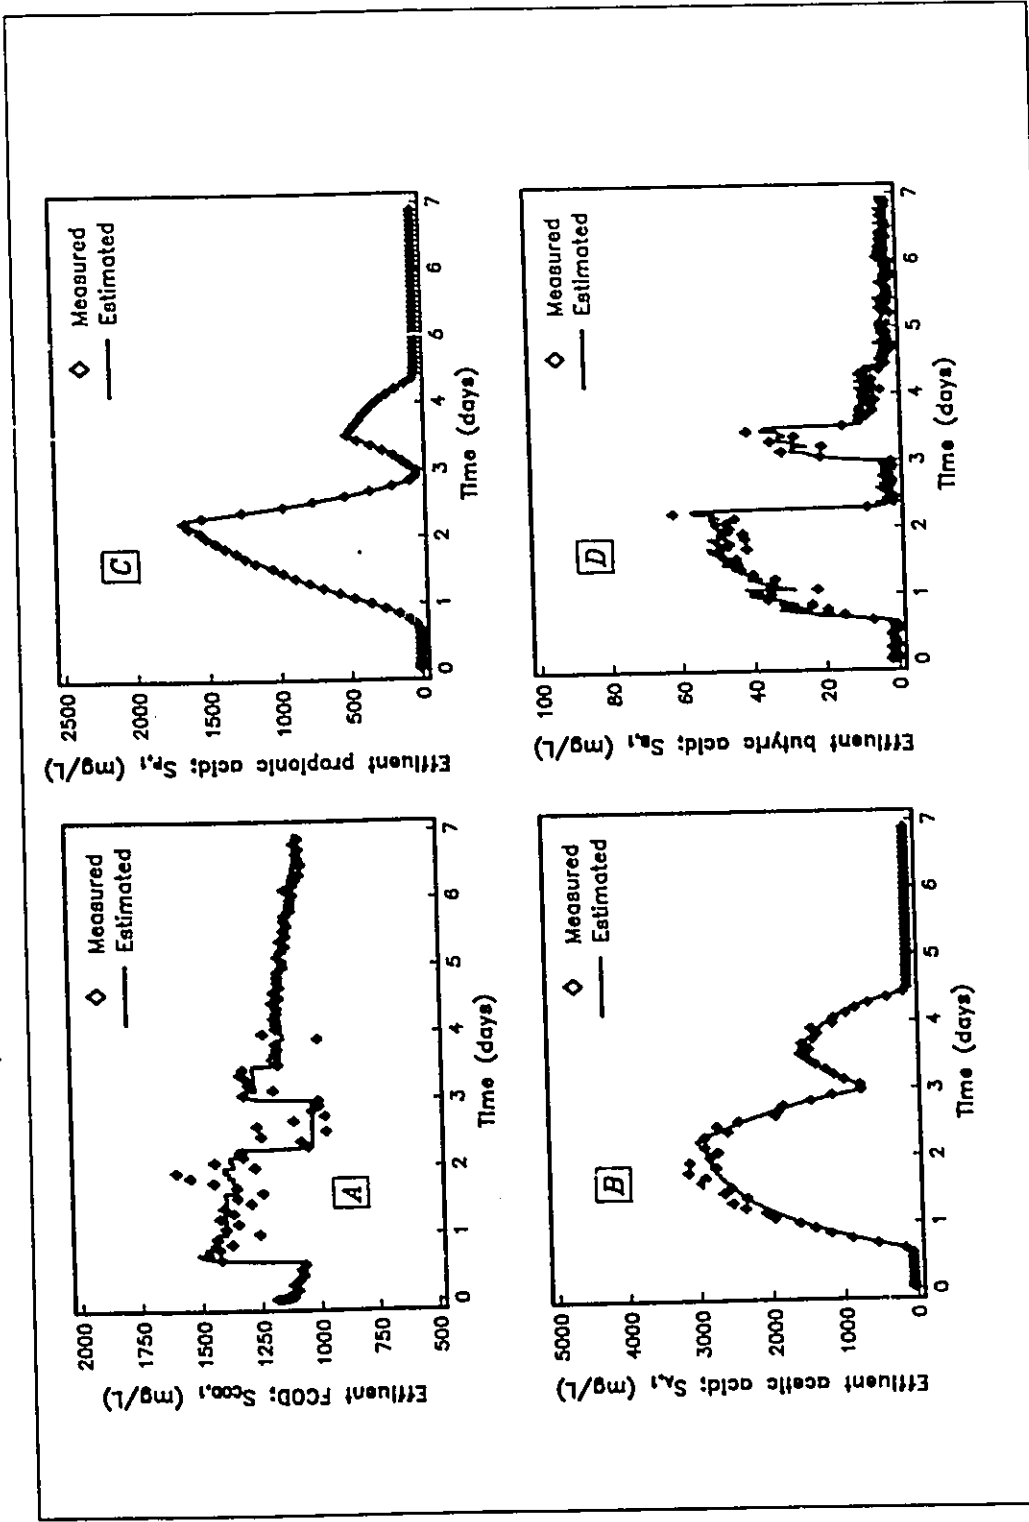 Effluent FCOD; SCOD,1 (mg/L)
2000
1750
1500
1250
1000
750
500
◇ Measured
— Estimated
A
0 1 2 3 4 5 6 7
Time (days)
Effluent propionic acid; SP,1 (mg/L)
2500
2000
1500
1000
500
0
◇ Measured
— Estimated
C
0 1 2 3 4 5 6 7
Time (days)
Effluent acetic acid; SA,1 (mg/L)
5000
4000
3000
2000
1000
0
◇ Measured
— Estimated
B
0 1 2 3 4 5 6 7
Time (days)
Effluent butyric acid; SB,1 (mg/L)
100
80
60
40
20
0
◇ Measured
— Estimated
D
0 1 2 3 4 5 6 7
Time (days)